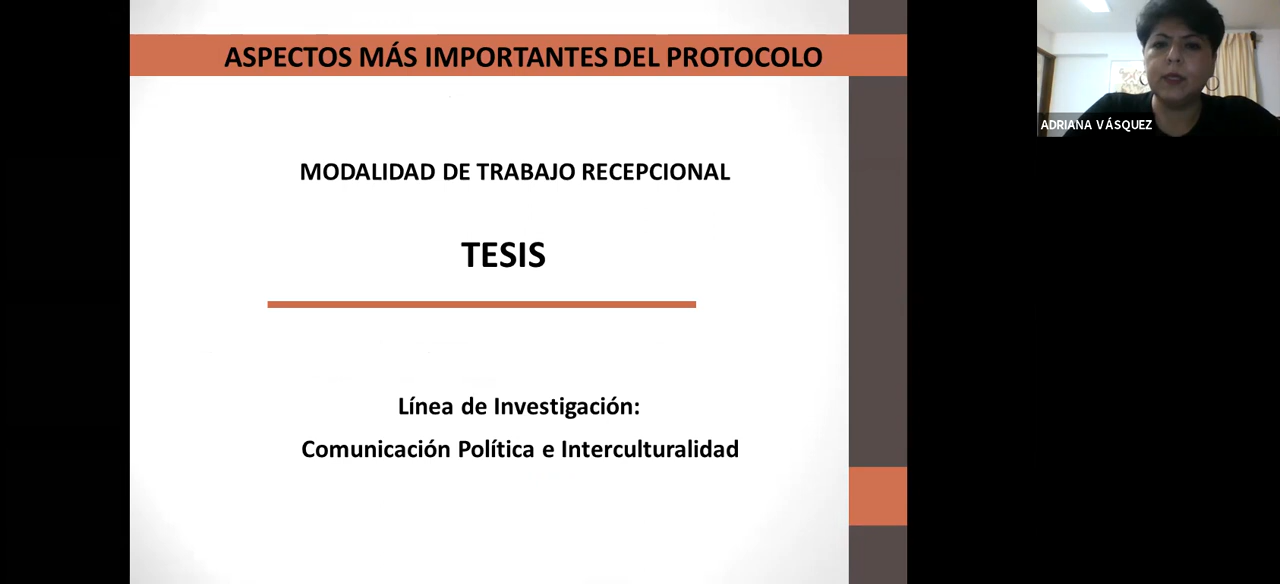 ASPECTOS MÁS IMPORTANTES DEL PROTOCOLO
ADRIANA VÁSQUEZ
MODALIDAD DE TRABAJO RECEPCIONAL
TESIS
Línea de Investigación:
Comunicación Política e Interculturalidad